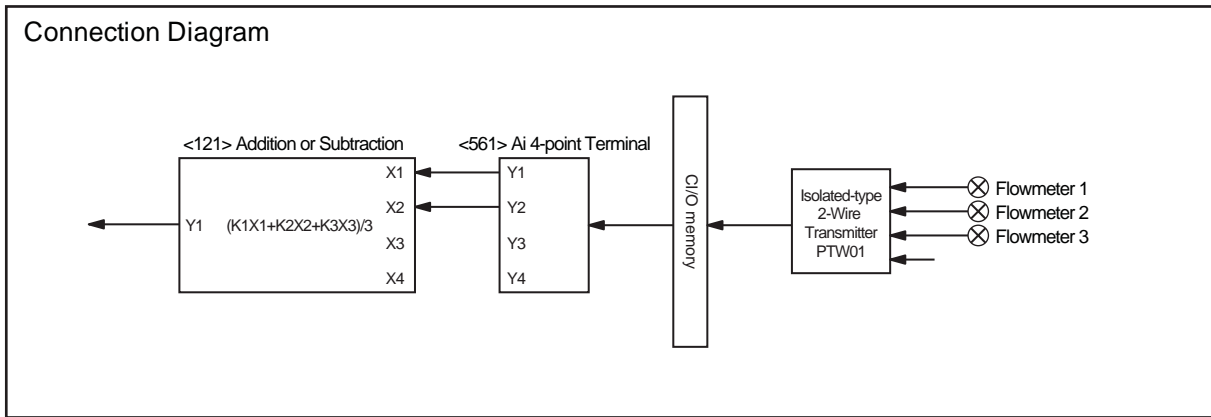 Connection Diagram
<121> Addition or Subtraction
<561> Ai 4-point Terminal
X1
X2
X3
X4
Y1
(K1X1+K2X2+K3X3)/3
Y1
Y2
Y3
Y4
CI/O memory
Isolated-type
2-Wire
Transmitter
PTW01
Flowmeter 1
Flowmeter 2
Flowmeter 3